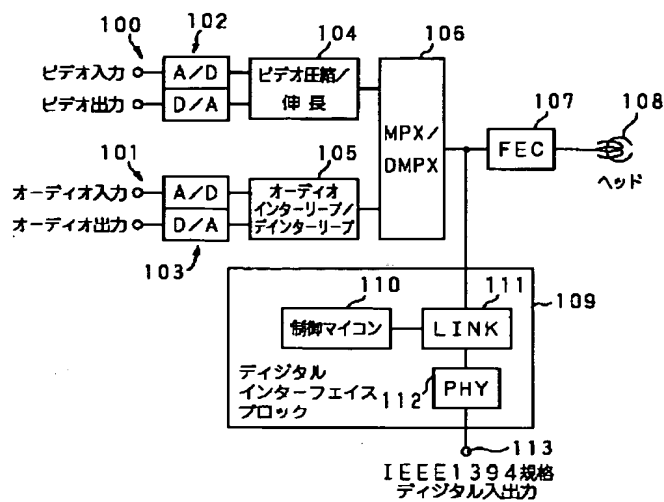 100
102
104
106
ビデオ入力
A/D
ビデオ圧縮/
伸長
ビデオ出力
D/A
107
108
MPX/
DMPX
FEC
ヘッド
101
105
オーディオ入力
A/D
オーディオ
インターリーブ/
デインターリーブ
オーディオ出力
D/A
103
110
111
109
制御マイコン
LINK
ディジタル
インターフェイス
ブロック
112
PHY
113
IEEE1394規格
ディジタル入出力